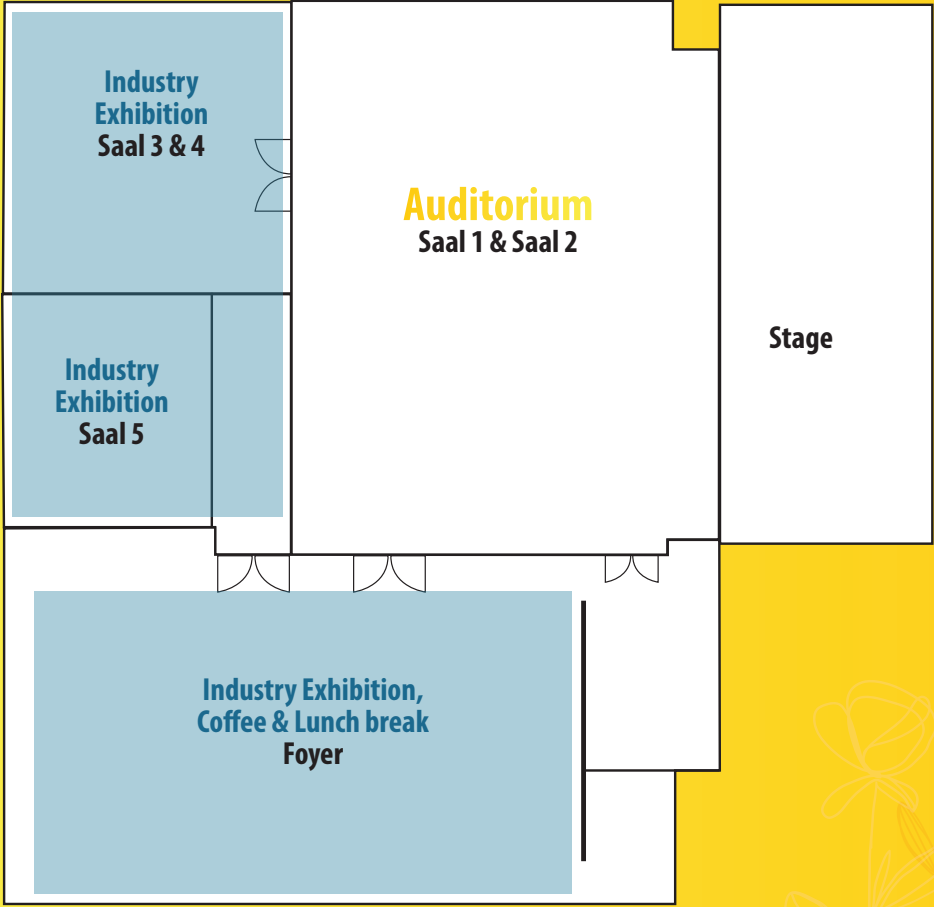 Industry
Exhibition
Saal 3 & 4
Auditorium
Saal 1 & Saal 2
Stage
Industry
Exhibition
Saal 5
Industry Exhibition,
Coffee & Lunch break
Foyer